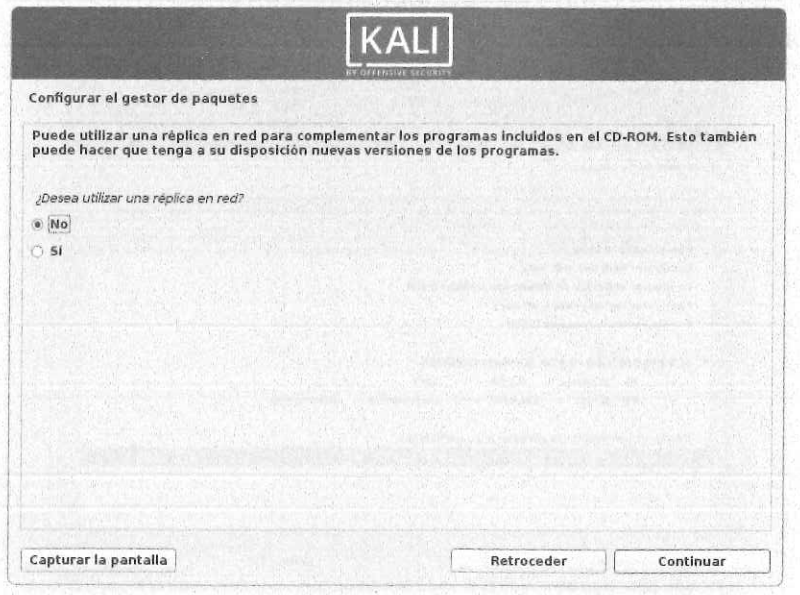 KALI
BY OFFENSIVE SECURITY
Configurar el gestor de paquetes
Puede utilizar una réplica en red para complementar los programas incluidos en el CD-ROM. Esto también
puede hacer que tenga a su disposición nuevas versiones de los programas.
¿Desea utilizar una réplica en red?
No
Sí
Capturar la pantalla
Retroceder
Continuar